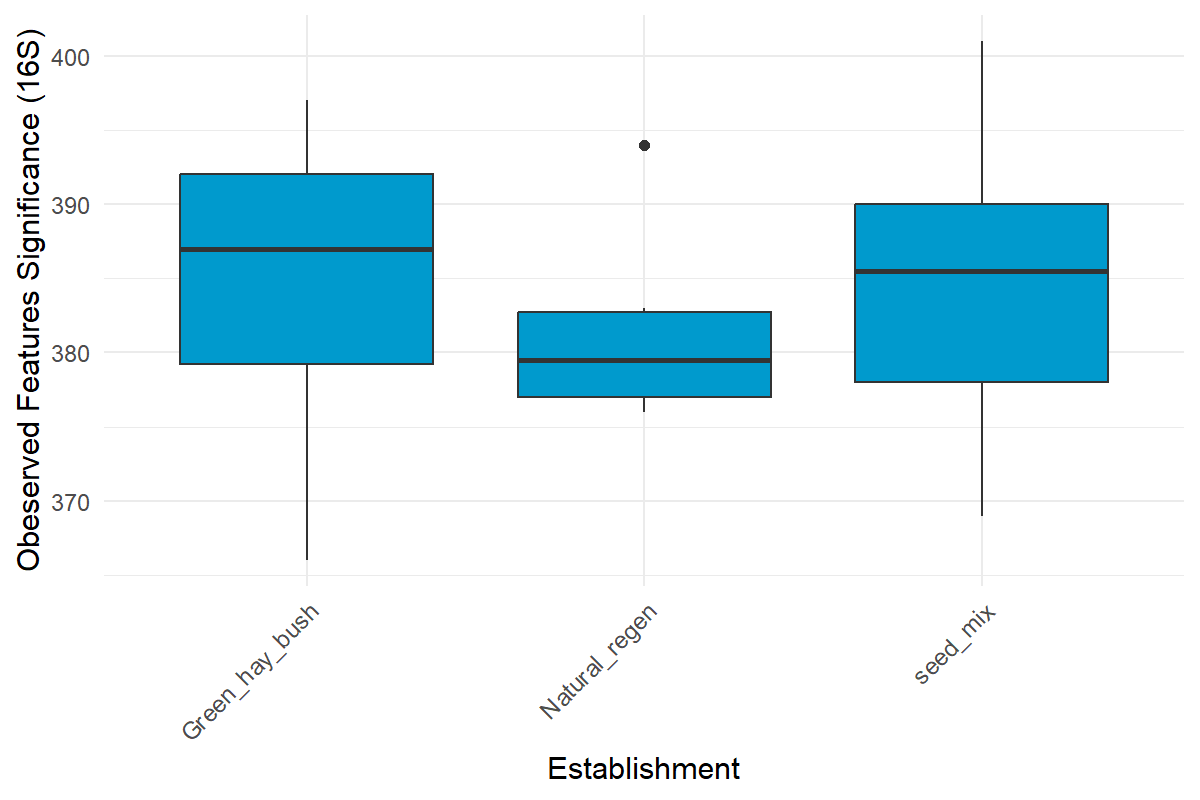 Obeserved Features Significance (16S)
400
390
380
370
Green_hay_bush
Natural_regen
seed_mix
Establishment